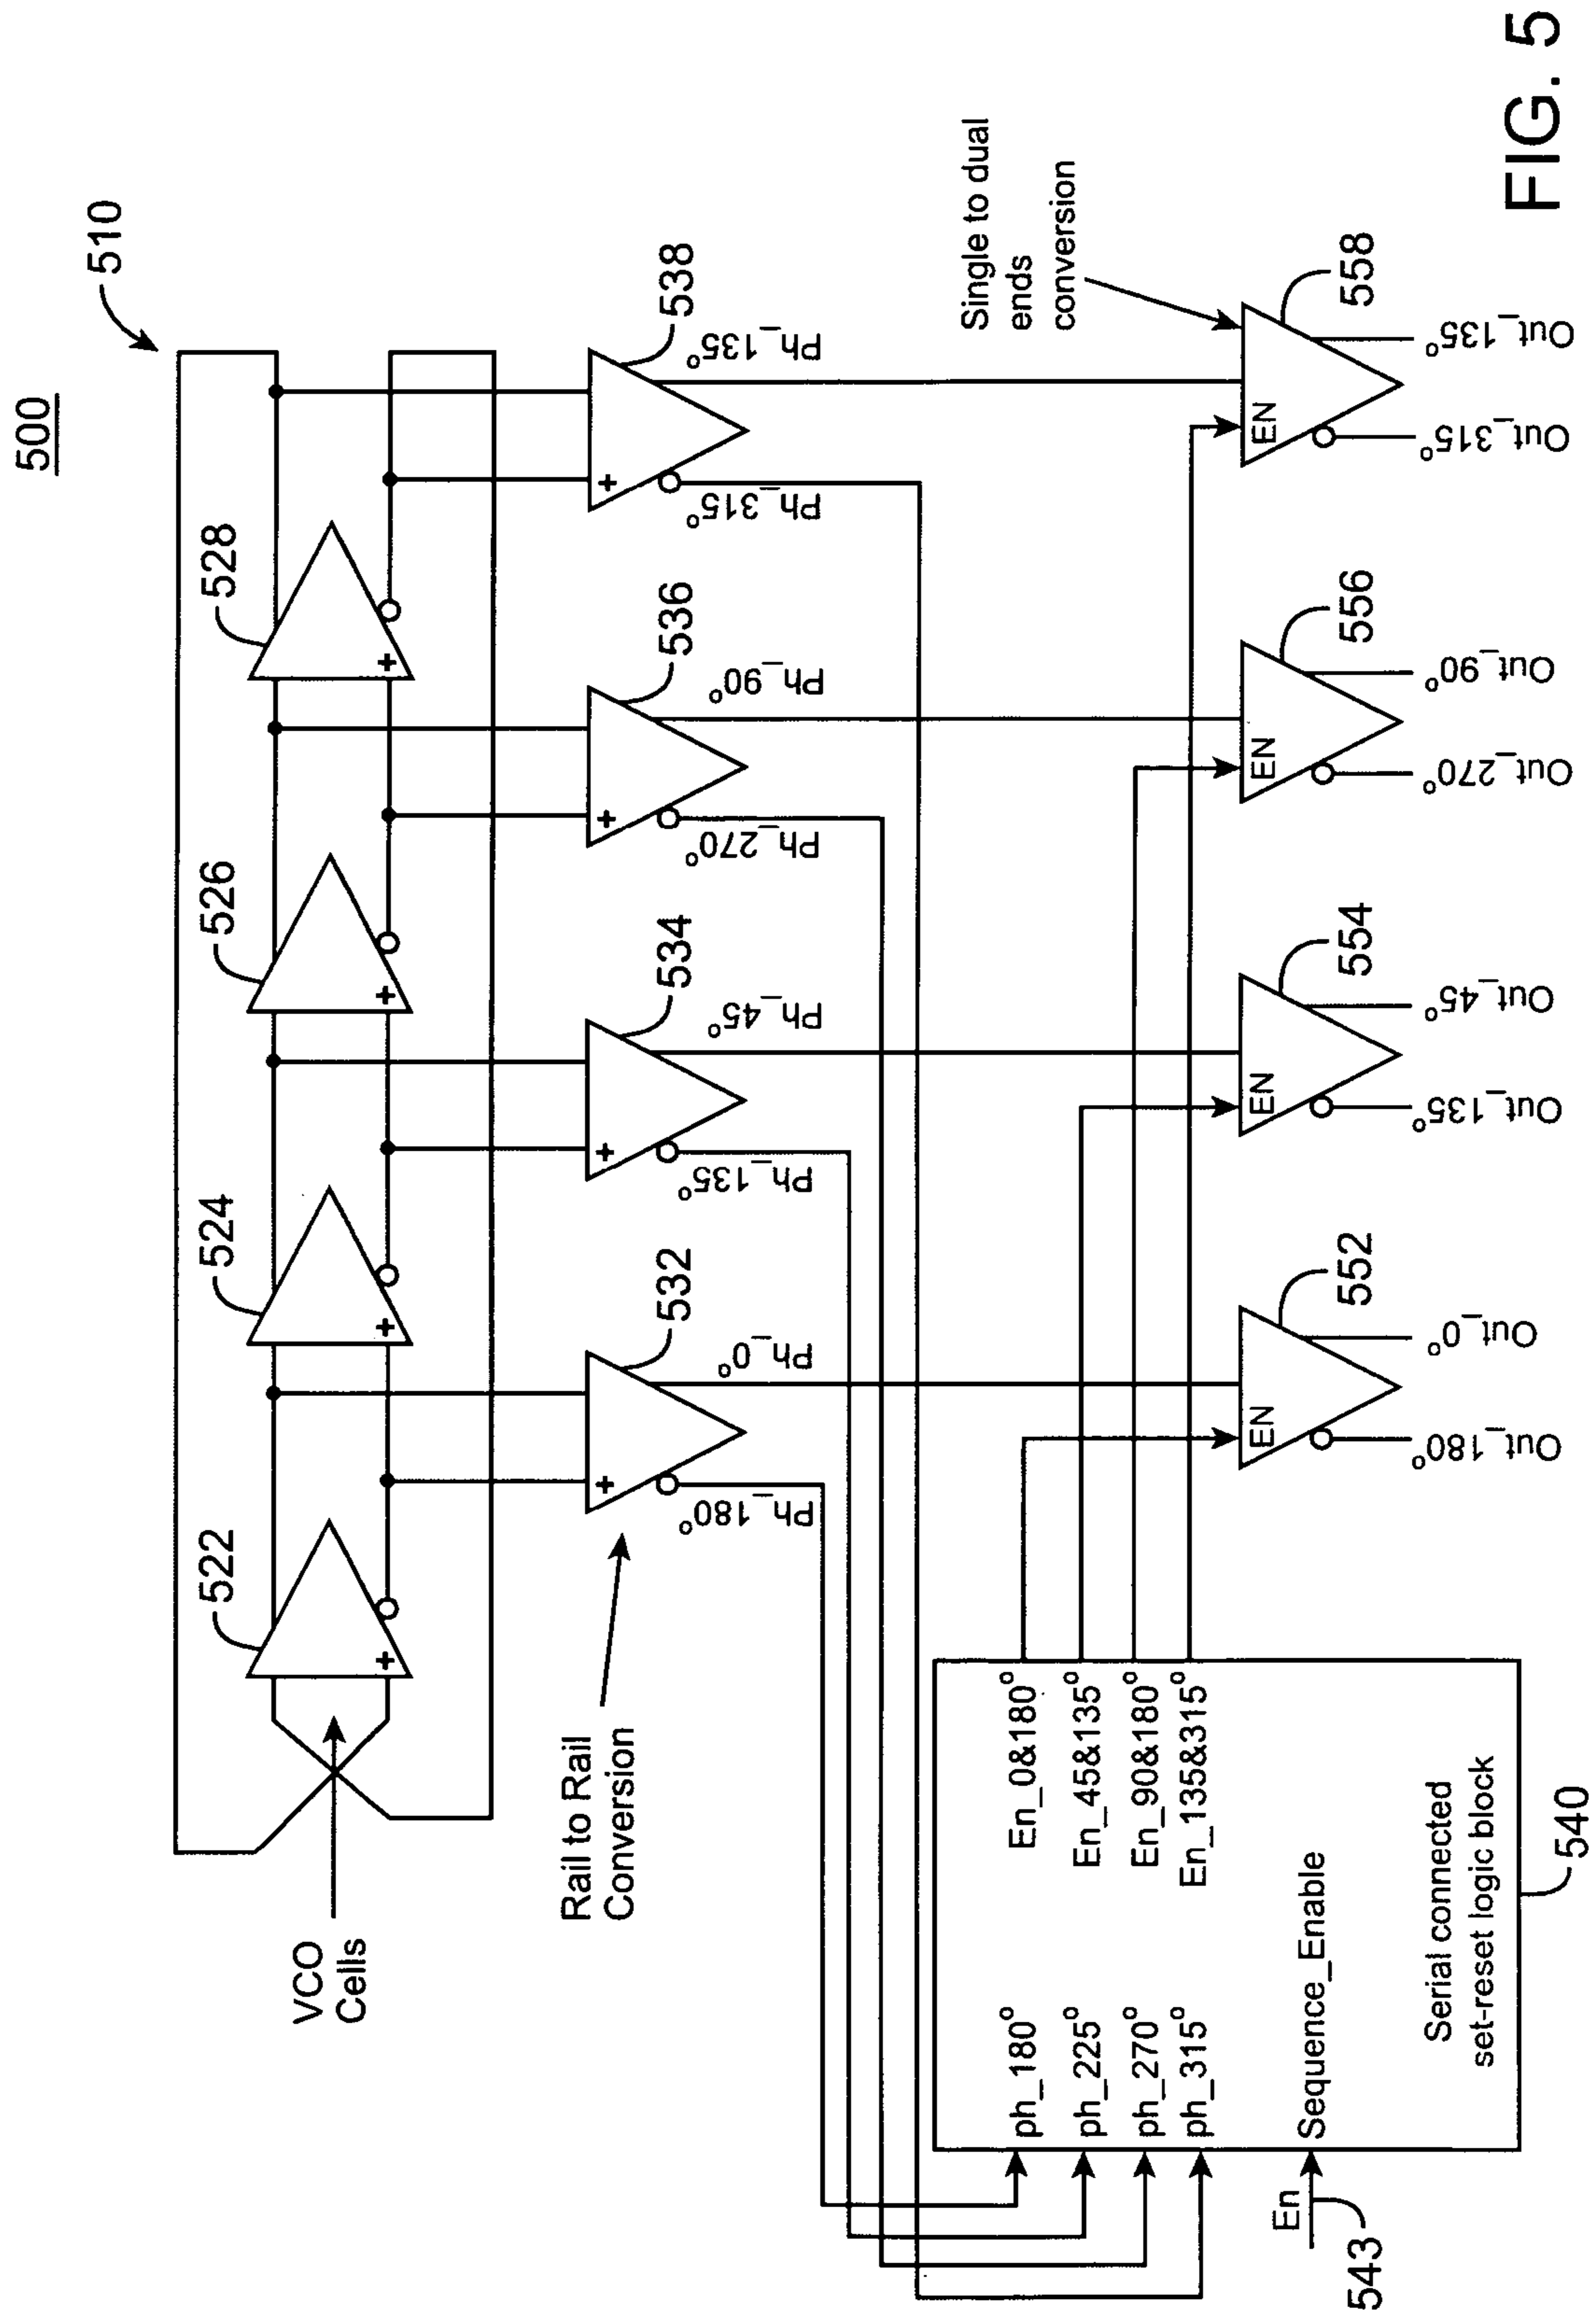 500
510
522
524
526
528
VCO
Cells
Rail to Rail
Conversion
+
+
+
+
+
+
+
+
532
534
536
538
Ph_180°
Ph_0°
Ph_135°
Ph_45°
Ph_270°
Ph_90°
Ph_315°
Ph_135°
Single to dual
ends
conversion
ph_180°
ph_225°
ph_270°
ph_315°
En_0&180°
En_45&135°
En_90&180°
En_135&315°
Sequence_Enable
Serial connected
set-reset logic block
En
543
540
EN
EN
EN
EN
552
554
556
558
Out_180°
Out_0°
Out_135°
Out_45°
Out_270°
Out_90°
Out_315°
Out_135°
FIG. 5